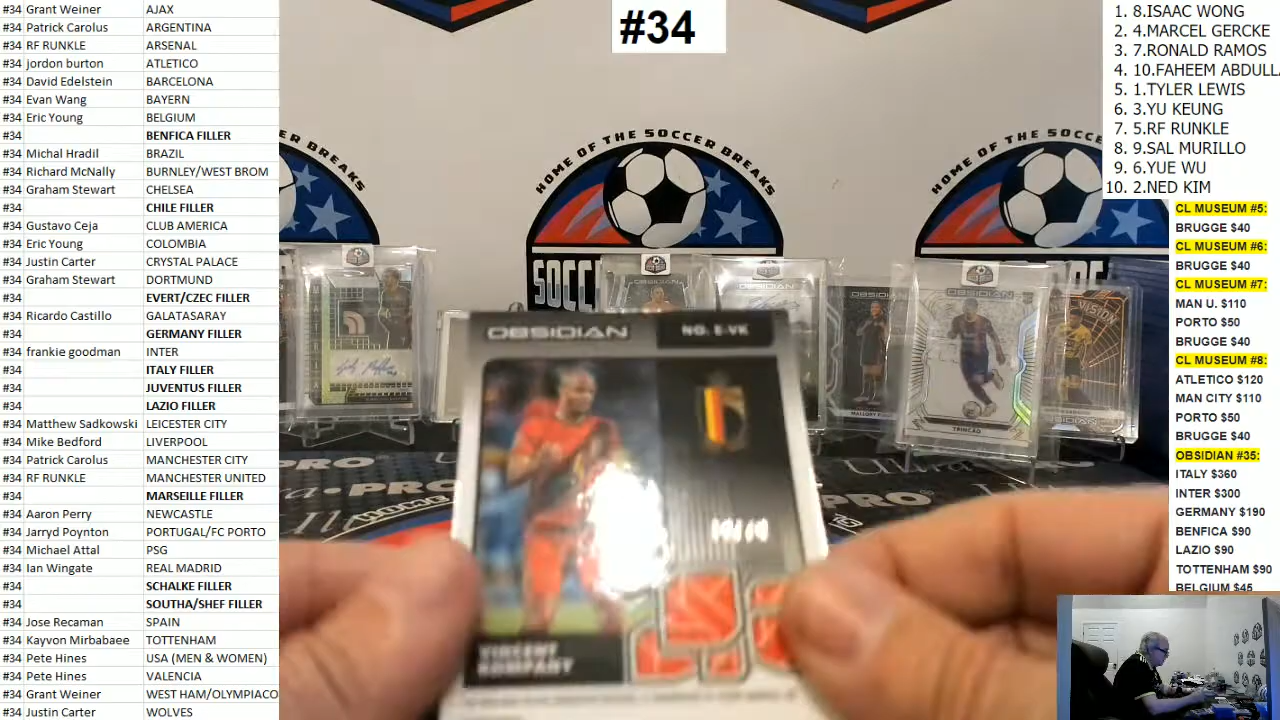 #34 Grant Weiner AJAX
#34 Patrick Carolus ARGENTINA
#34 RF RUNKLE ARSENAL
#34 jordon burton ATLETICO
#34 David Edelstein BARCELONA
#34 Evan Wang BAYERN
#34 Eric Young BELGIUM
#34 BENFICA FILLER
#34 Michal Hradil BRAZIL
#34 Richard McNally BURNLEY/WEST BROM
#34 Graham Stewart CHELSEA
#34 CHILE FILLER
#34 Gustavo Ceja CLUB AMERICA
#34 Eric Young COLOMBIA
#34 Justin Carter CRYSTAL PALACE
#34 Graham Stewart DORTMUND
#34 EVERT/CZEC FILLER
#34 Ricardo Castillo GALATASARAY
#34 GERMANY FILLER
#34 frankie goodman INTER
#34 ITALY FILLER
#34 JUVENTUS FILLER
#34 LAZIO FILLER
#34 Matthew Sadkowski LEICESTER CITY
#34 Mike Bedford LIVERPOOL
#34 Patrick Carolus MANCHESTER CITY
#34 RF RUNKLE MANCHESTER UNITED
#34 MARSEILLE FILLER
#34 Aaron Perry NEWCASTLE
#34 Jarryd Poynton PORTUGAL/FC PORTO
#34 Michael Attal PSG
#34 Ian Wingate REAL MADRID
#34 SCHALKE FILLER
#34 SOUTHA/SHEF FILLER
#34 Jose Recaman SPAIN
#34 Kayvon Mirbabaee TOTTENHAM
#34 Pete Hines USA (MEN & WOMEN)
#34 Pete Hines VALENCIA
#34 Grant Weiner WEST HAM/OLYMPIACO
#34 Justin Carter WOLVES
#34
HOME OF THE SOCCER BREAKS
SOCC
OBSIDIAN NO. E-VK
VINCENT
KOMPANY
TRINCAO
PRO
1. 8.ISAAC WONG
2. 4.MARCEL GERCKE
3. 7.RONALD RAMOS
4. 10.FAHEEM ABDULL
5. 1.TYLER LEWIS
6. 3.YU KEUNG
7. 5.RF RUNKLE
8. 9.SAL MURILLO
9. 6.YUE WU
10. 2.NED KIM
CL MUSEUM #5:
BRUGGE $40
CL MUSEUM #6:
BRUGGE $40
CL MUSEUM #7:
MAN U. $110
PORTO $50
BRUGGE $40
CL MUSEUM #8:
ATLETICO $120
MAN CITY $110
PORTO $50
BRUGGE $40
OBSIDIAN #35:
ITALY $360
INTER $300
GERMANY $190
BENFICA $90
LAZIO $90
TOTTENHAM $90
BELGIUM $45